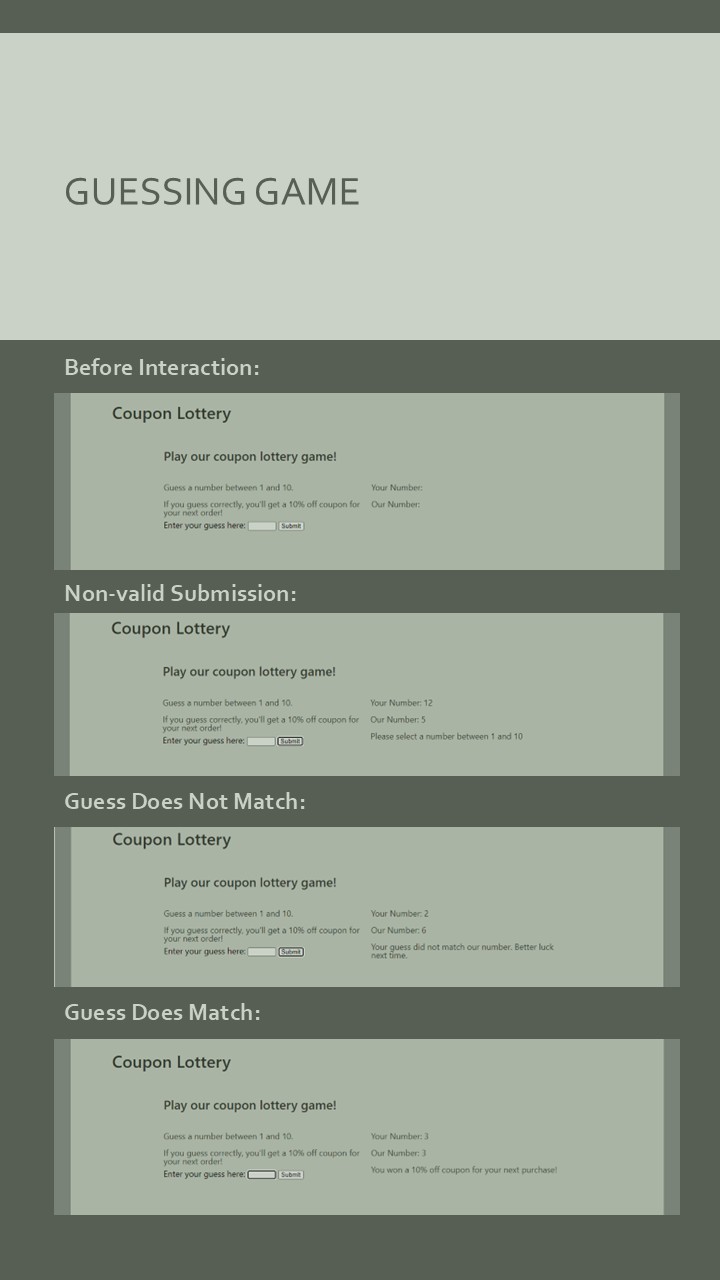 GUESSING GAME
Before Interaction:
Coupon Lottery
Play our coupon lottery game!
Guess a number between 1 and 10.
If you guess correctly, you'll get a 10% off coupon for
your next order!
Enter your guess here: Submit
Your Number:
Our Number:
Non-valid Submission:
Coupon Lottery
Play our coupon lottery game!
Guess a number between 1 and 10.
If you guess correctly, you'll get a 10% off coupon for
your next order!
Enter your guess here: Submit
Your Number: 12
Our Number: 5
Please select a number between 1 and 10
Guess Does Not Match:
Coupon Lottery
Play our coupon lottery game!
Guess a number between 1 and 10.
If you guess correctly, you'll get a 10% off coupon for
your next order!
Enter your guess here: Submit
Your Number: 2
Our Number: 6
Your guess did not match our number. Better luck
next time.
Guess Does Match:
Coupon Lottery
Play our coupon lottery game!
Guess a number between 1 and 10.
If you guess correctly, you'll get a 10% off coupon for
your next order!
Enter your guess here: Submit
Your Number: 3
Our Number: 3
You won a 10% off coupon for your next purchase!